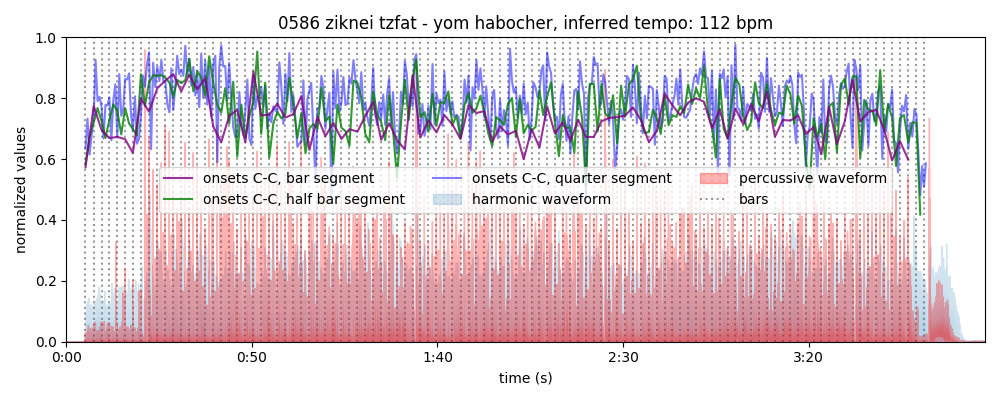 0586 ziknei tzfat - yom habocher, inferred tempo: 112 bpm
normalized values
1.0
0.8
0.6
0.4
0.2
0.0
onsets C-C, bar segment
onsets C-C, half bar segment
onsets C-C, quarter segment
harmonic waveform
percussive waveform
bars
0:00 0:50 1:40 2:30 3:20
time (s)